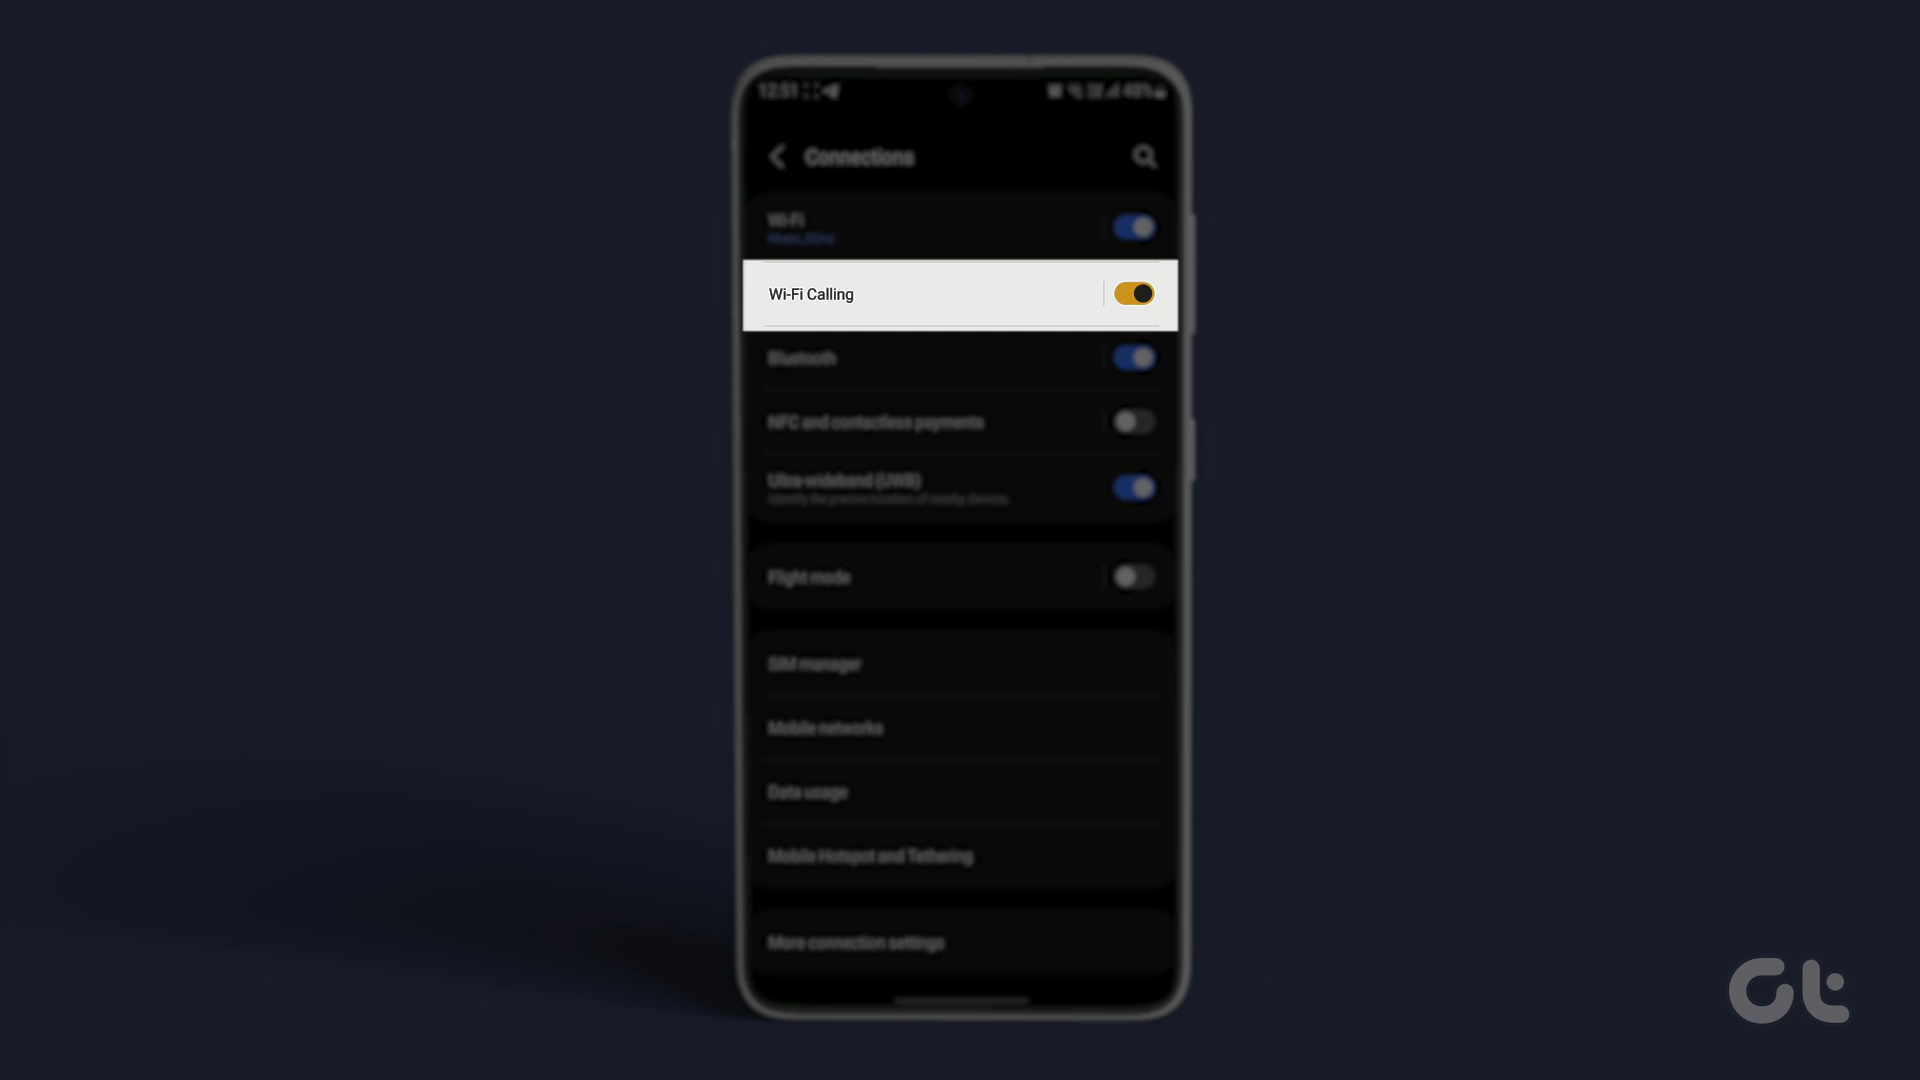 12:51
48%
Connections
Wi-Fi
Wi-Fi Calling
Bluetooth
NFC and contactless payments
Ultra-wideband (UWB)
Identify the precise location of nearby devices.
Flight mode
SIM manager
Mobile networks
Data usage
Mobile Hotspot and Tethering
More connection settings
Gt